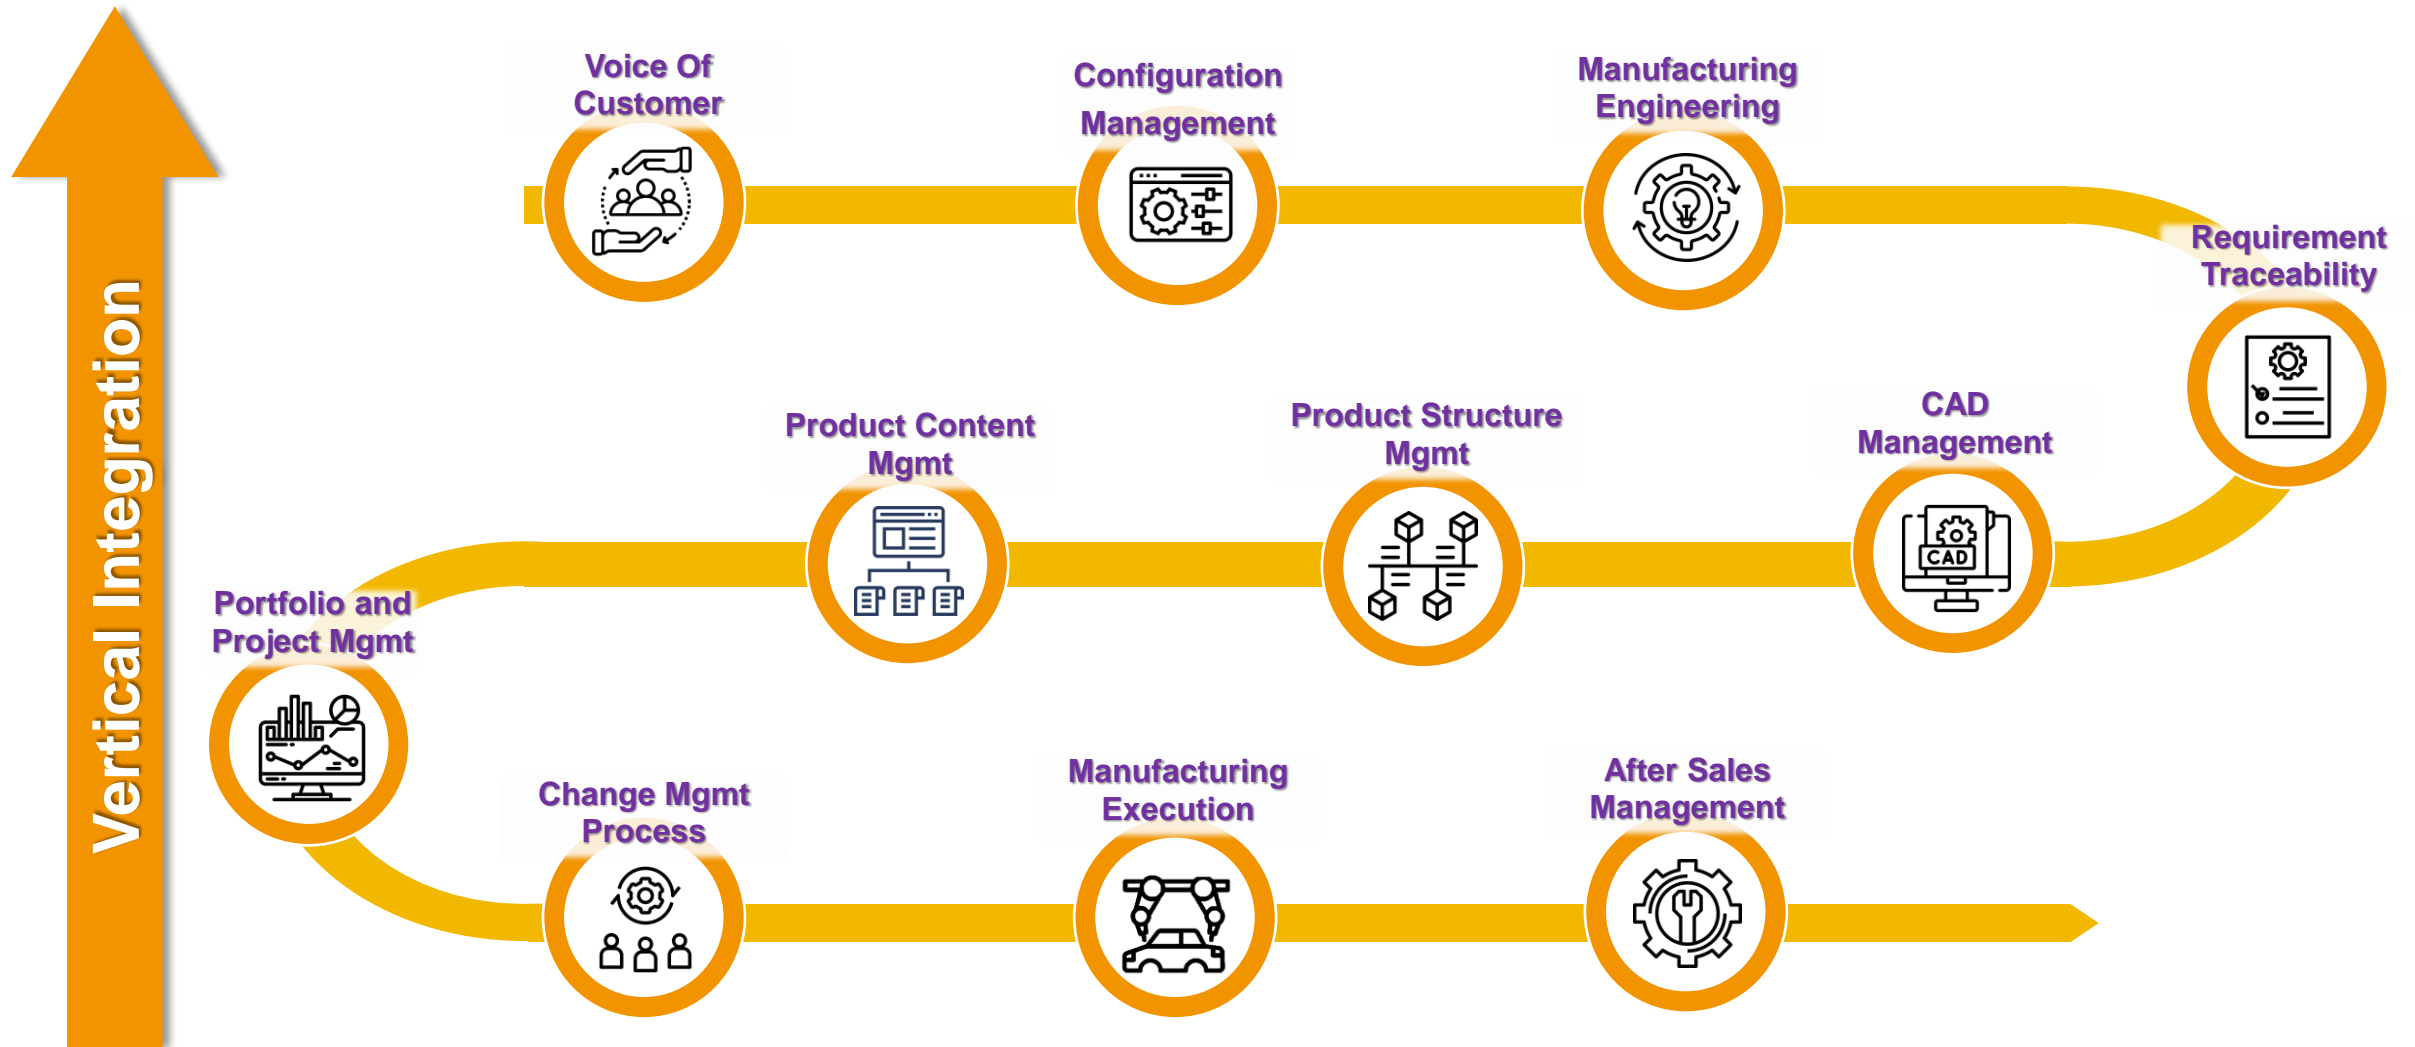 Vertical Integration
Voice Of
Customer
Configuration
Management
Manufacturing
Engineering
Requirement
Traceability
CAD
Management
CAD
Product Structure
Mgmt
Product Content
Mgmt
Portfolio and
Project Mgmt
Change Mgmt
Process
Manufacturing
Execution
After Sales
Management